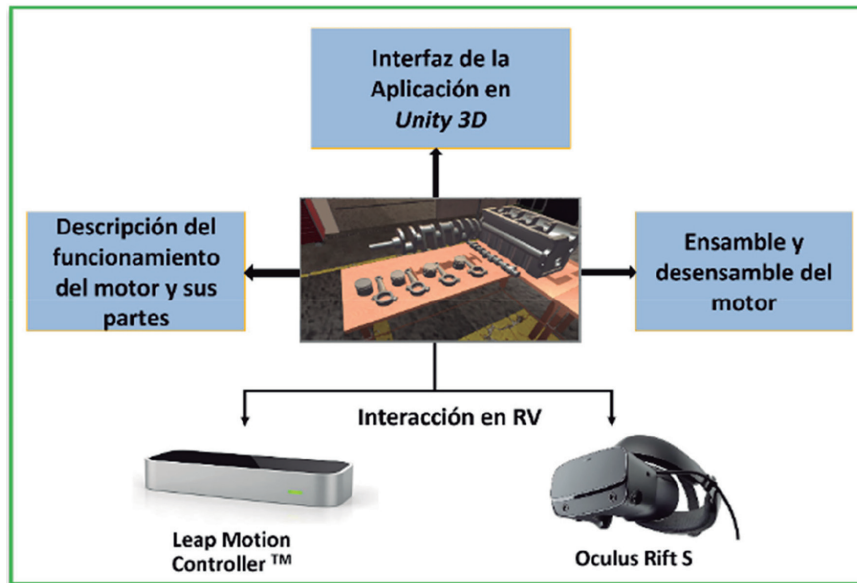 Interfaz de la
Aplicación en
Unity 3D
Descripción del
funcionamiento
del motor y sus
partes
Ensamble y
desensamble del
motor
Interacción en RV
Leap Motion
Controller TM
Oculus Rift S